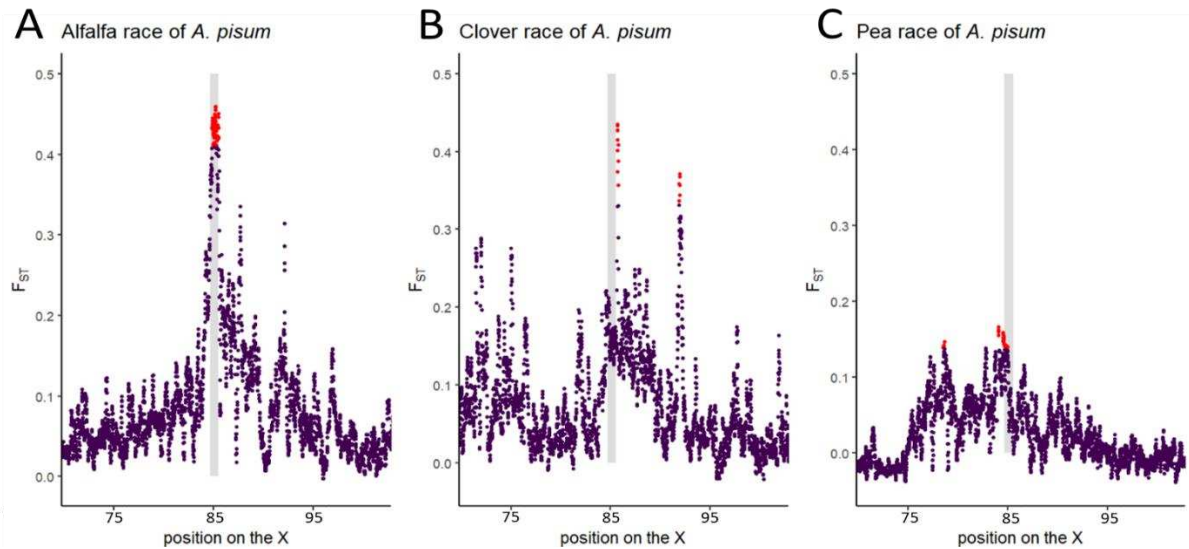 A Alfalfa race of A. pisum
0.5
0.4
0.3
0.2
0.1
0.0
F_ST
75 85 95
position on the X
B Clover race of A. pisum
0.5
0.4
0.3
0.2
0.1
0.0
F_ST
75 85 95
position on the X
C Pea race of A. pisum
0.5
0.4
0.3
0.2
0.1
0.0
F_ST
75 85 95
position on the X